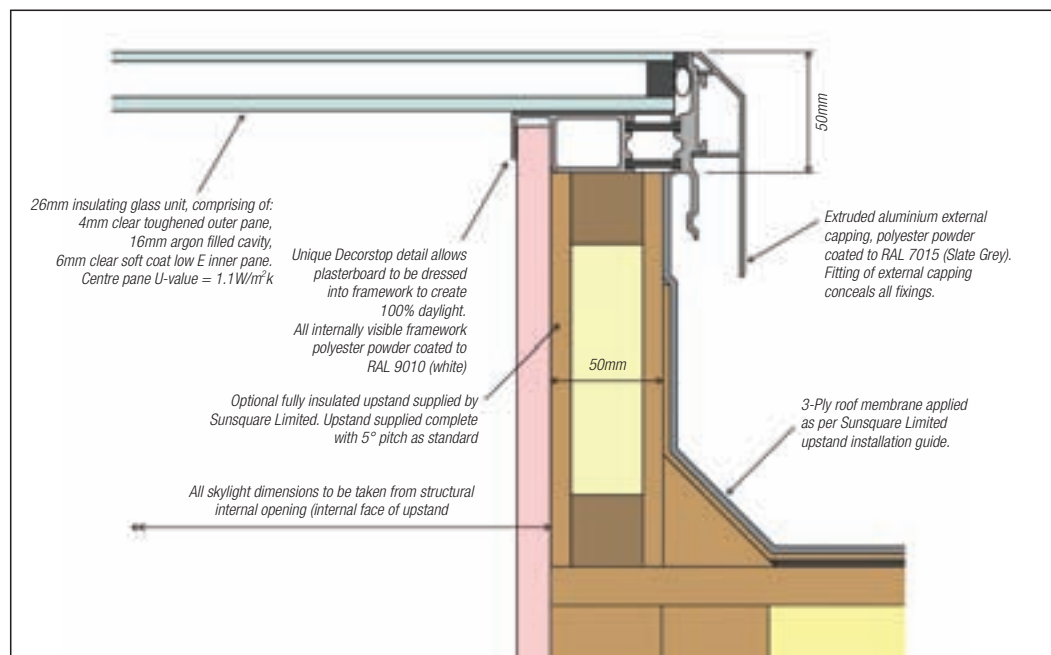 50mm
26mm insulating glass unit, comprising of:
4mm clear toughened outer pane,
16mm argon filled cavity,
6mm clear soft coat low E inner pane.
Centre pane U-value = 1.1W/m²k
Unique Decorstop detail allows
plasterboard to be dressed
into framework to create
100% daylight.
All internally visible framework
polyester powder coated to
RAL 9010 (white)
Extruded aluminium external
capping, polyester powder
coated to RAL 7015 (Slate Grey).
Fitting of external capping
conceals all fixings.
50mm
Optional fully insulated upstand supplied by
Sunsquare Limited. Upstand supplied complete
with 5° pitch as standard
3-Ply roof membrane applied
as per Sunsquare Limited
upstand installation guide.
All skylight dimensions to be taken from structural
internal opening (internal face of upstand